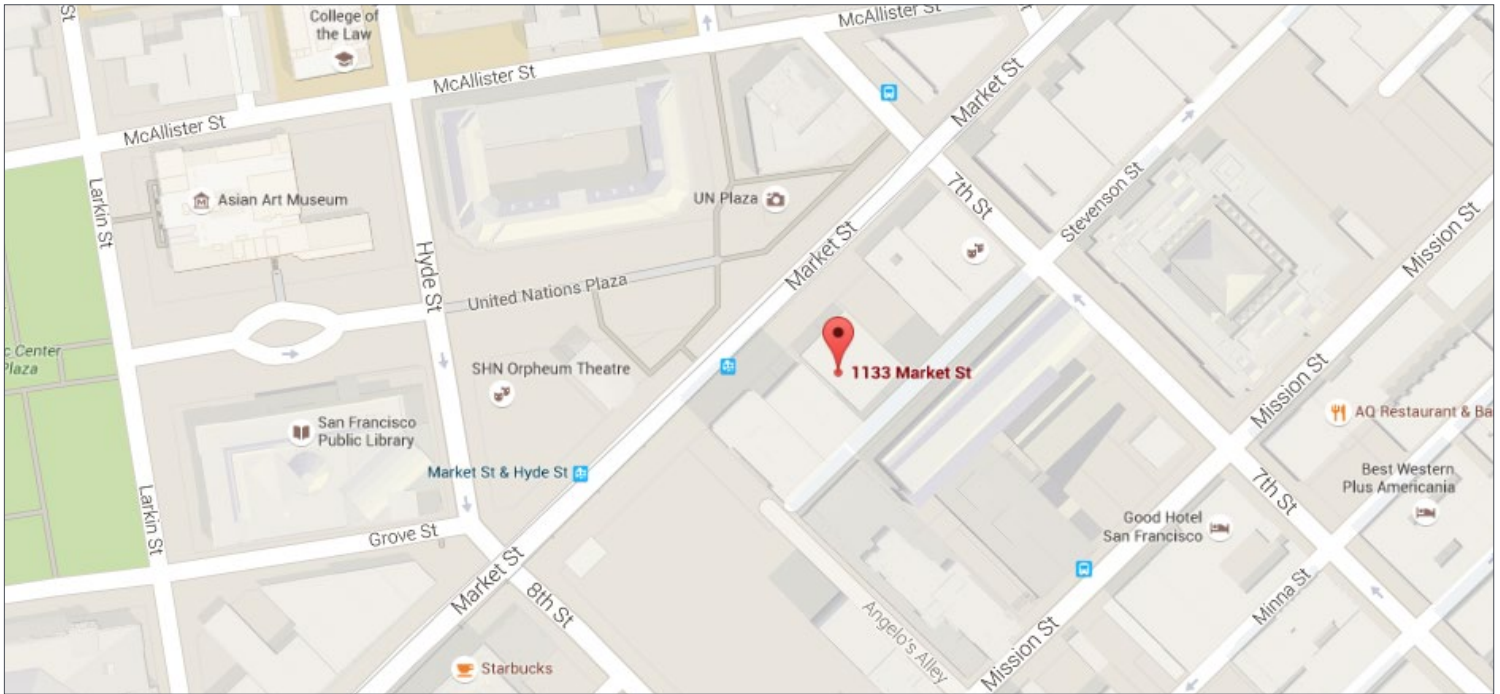 St
College of
the Law
McAllister St
McAllister St
McAllister St
Market St
Larkin St
Asian Art Museum
Hyde St
UN Plaza
7th St
Stevenson St
Mission St
Market St
United Nations Plaza
c Center
Plaza
SHN Orpheum Theatre
1133 Market St
Mission St
AQ Restaurant & Ba
San Francisco
Public Library
Market St & Hyde St
Best Western
Plus Americania
7th St
Larkin St
Grove St
Good Hotel
San Francisco
Market St
8th St
Minna St
Angelo's Alley
Mission St
Starbucks